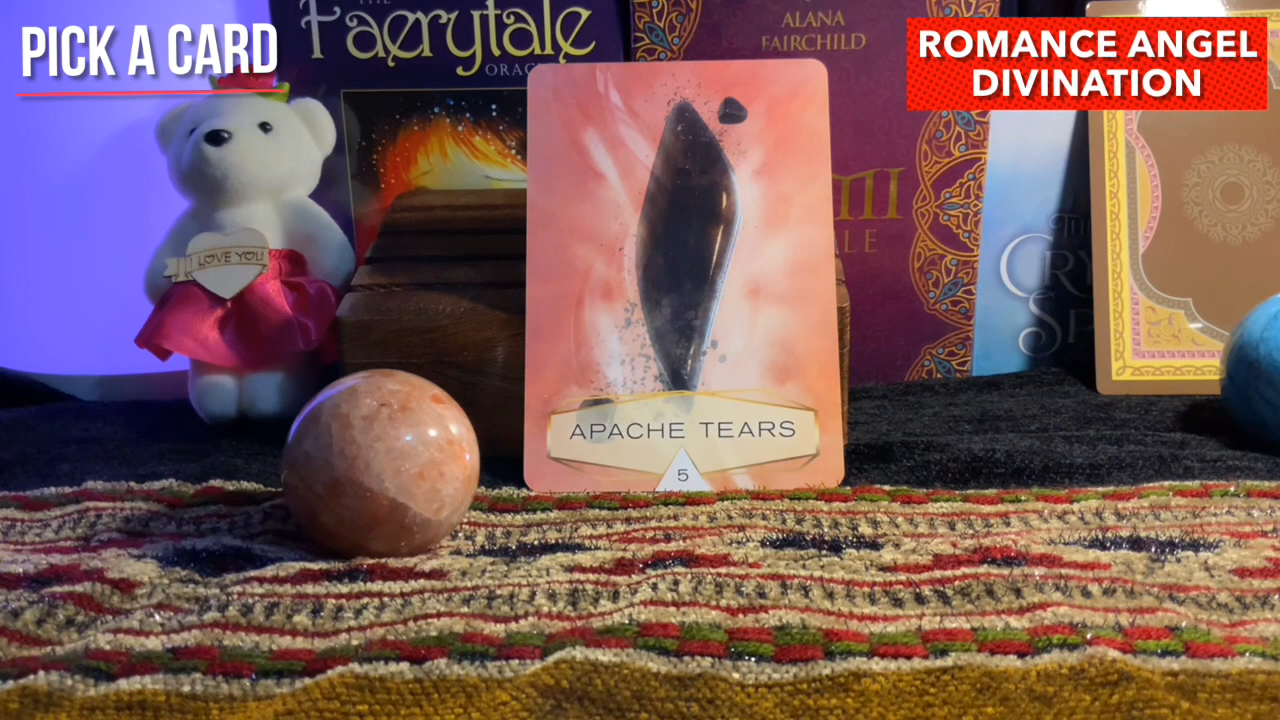 PICK A CARD
ROMANCE ANGEL
DIVINATION
THE
Faerytale
ALANA
FAIRCHILD
I LOVE YOU
APACHE TEARS
5